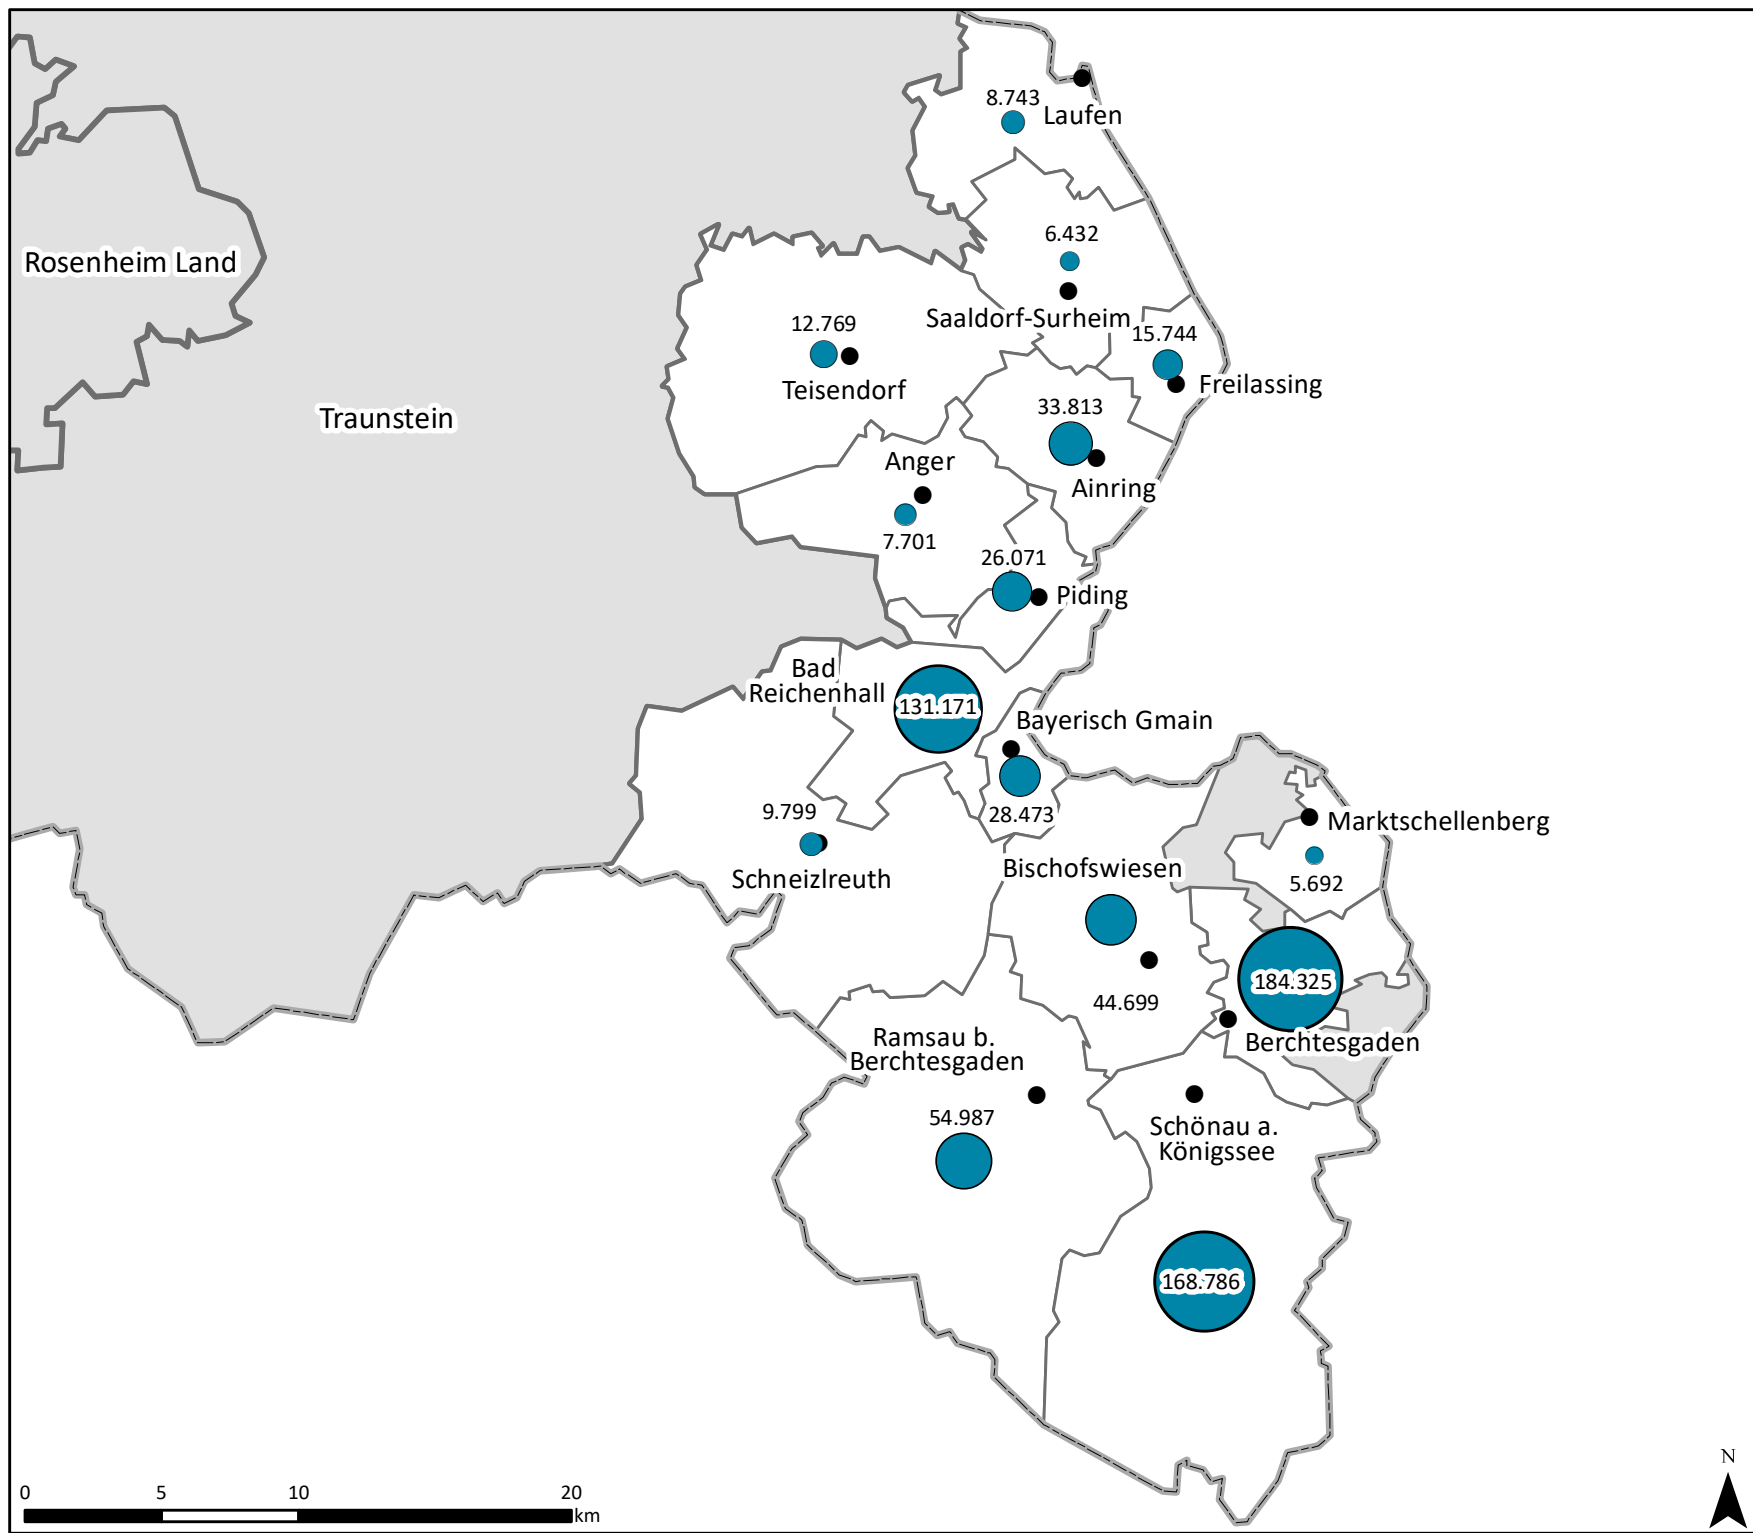 8.743
Laufen
6.432
Rosenheim Land
Saaldorf-Surheim
12.769
15.744
Teisendorf
Freilassing
Traunstein
33.813
Anger
Ainring
7.701
26.071
Piding
Bad
Reichenhall
131.171
Bayerisch Gmain
9.799
28.473
Marktschellenberg
Schneizlreuth
Bischofswiesen
5.692
184.325
44.699
Ramsau b.
Berchtesgaden
Berchtesgaden
54.987
Schönau a.
Königssee
168.786
N
0 5 10 20
km